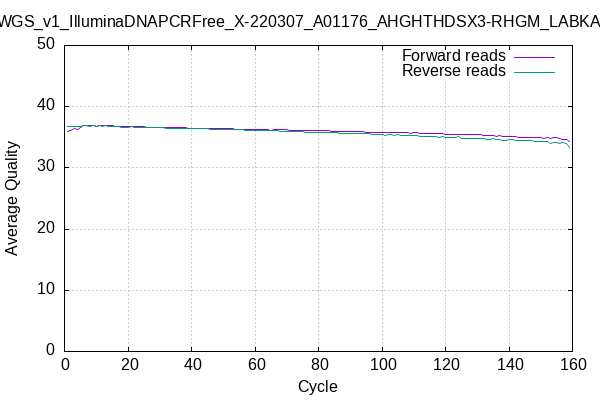 WGS_v1_IlluminaDNAPCRFree_X-220307_A01176_AHGHTHDSX3-RHGM_LABKA
Forward reads
Reverse reads
50
40
30
20
10
0
Average Quality
0 20 40 60 80 100 120 140 160
Cycle